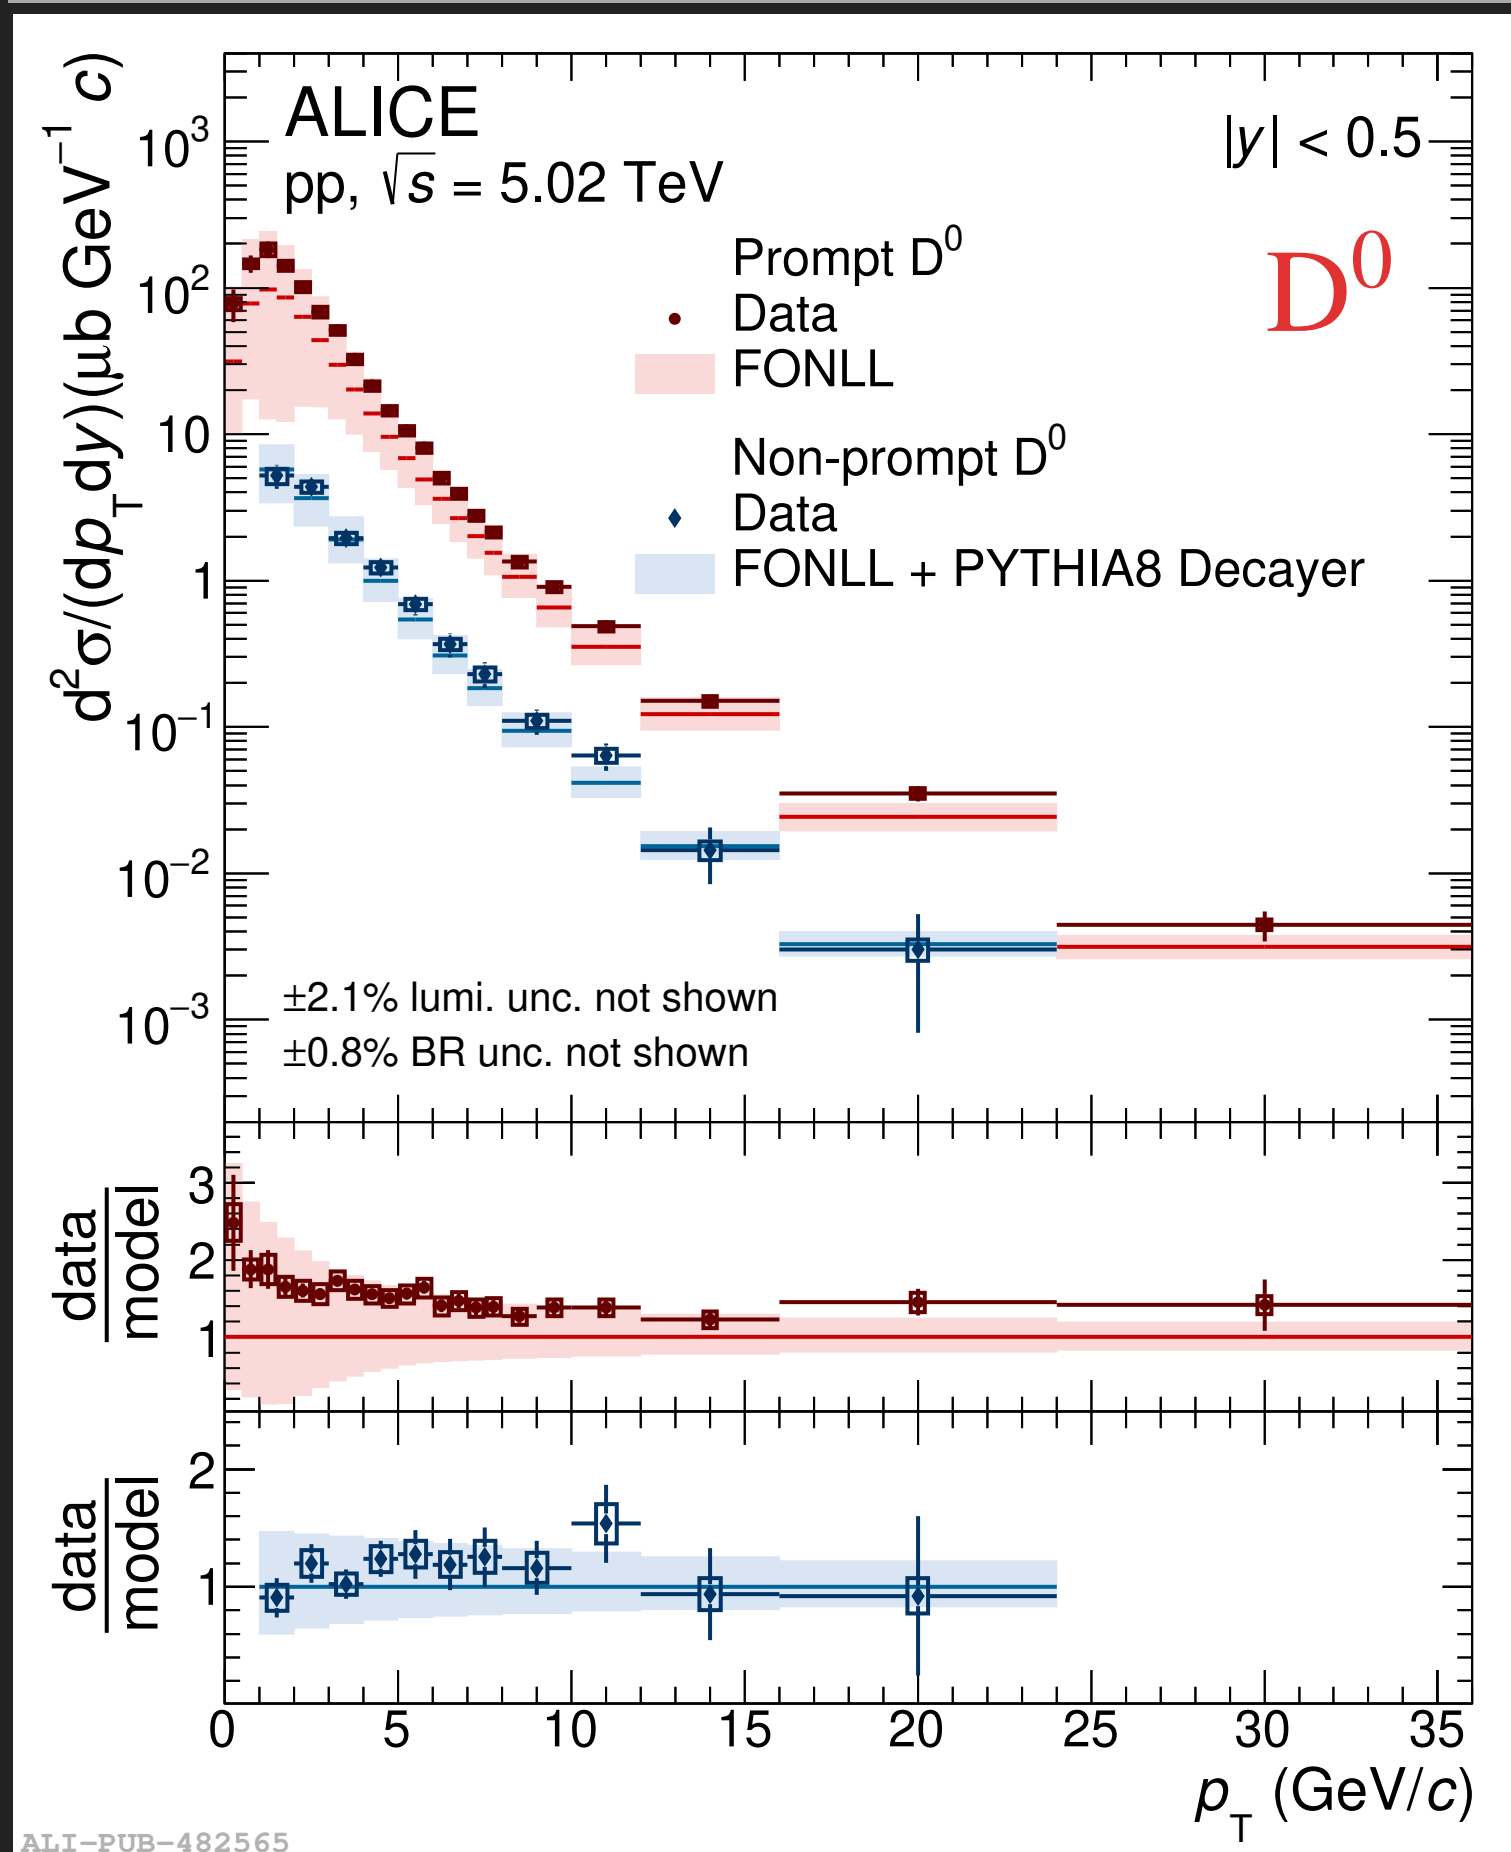 ALICE
pp, √s = 5.02 TeV
|y| < 0.5
D⁰
Prompt D⁰
Data
FONLL
Non-prompt D⁰
Data
FONLL + PYTHIA8 Decayer
±2.1% lumi. unc. not shown
±0.8% BR unc. not shown
d²σ/(dp_T dy)(μb GeV⁻¹ c)
10³
10²
10
1
10⁻¹
10⁻²
10⁻³
data
model
3
2
1
data
model
2
1
0 5 10 15 20 25 30 35
p_T (GeV/c)
ALI-PUB-482565